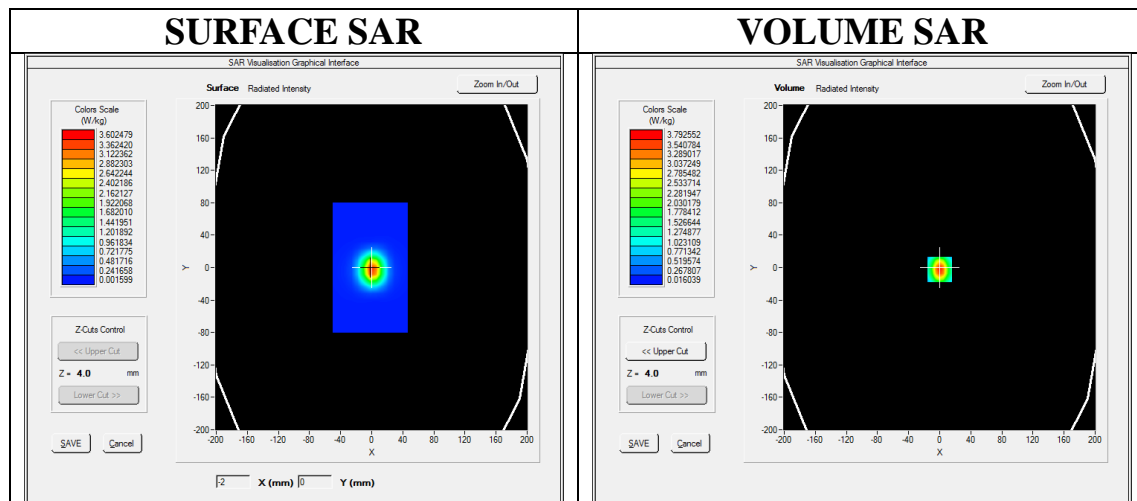 SURFACE SAR
SAR Visualisation Graphical Interface
Surface Radiated Intensity
Zoom In/Out
Colors Scale
(W/kg)
3.602479
3.362420
3.122362
2.882303
2.642244
2.402186
2.162127
1.922068
1.682010
1.441951
1.201892
0.961834
0.721775
0.481716
0.241658
0.001599
Z-Cuts Control
<< Upper Cut
Z = 4.0 mm
Lower Cut >>
SAVE Cancel
200
160
120
80
40
0
-40
-80
-120
-160
-200
Y
-200 -160 -120 -80 -40 0 40 80 120 160 200
X
-2 X (mm) 0 Y (mm)
VOLUME SAR
SAR Visualisation Graphical Interface
Volume Radiated Intensity
Zoom In/Out
Colors Scale
(W/kg)
3.792552
3.540784
3.289017
3.037249
2.785482
2.533714
2.281947
2.030179
1.778412
1.526644
1.274877
1.023109
0.771342
0.519574
0.267807
0.016039
Z-Cuts Control
<< Upper Cut
Z = 4.0 mm
Lower Cut >>
SAVE Cancel
200
160
120
80
40
0
-40
-80
-120
-160
-200
Y
-200 -160 -120 -80 -40 0 40 80 120 160 200
X